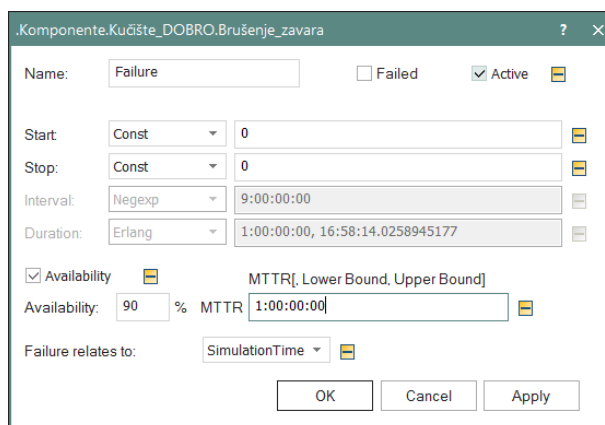 .Komponente.Kučište_DOBRO.Brušenje_zavara ? ×
Name: Failure Failed Active
Start: Const 0
Stop: Const 0
Interval: Negexp 9:00:00:00
Duration: Erlang 1:00:00:00, 16:58:14.0258945177
Availability MTTR[, Lower Bound, Upper Bound]
Availability: 90 % MTTR 1:00:00:00
Failure relates to: SimulationTime
OK Cancel Apply